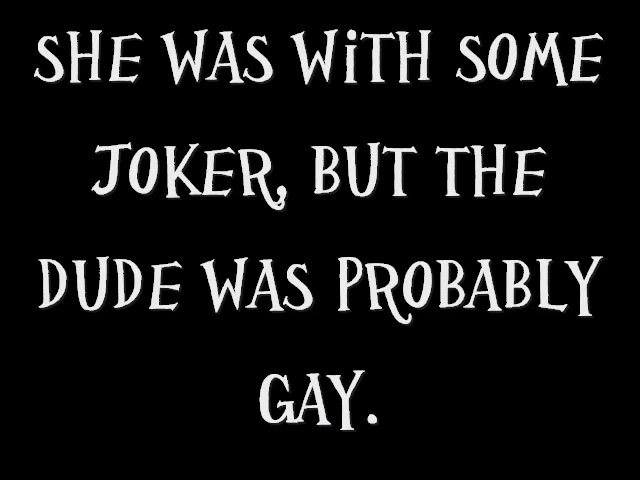 SHE WAS WiTH SOME
JOKER, BUT THE
DUDE WAS PROBABLY
GAY.